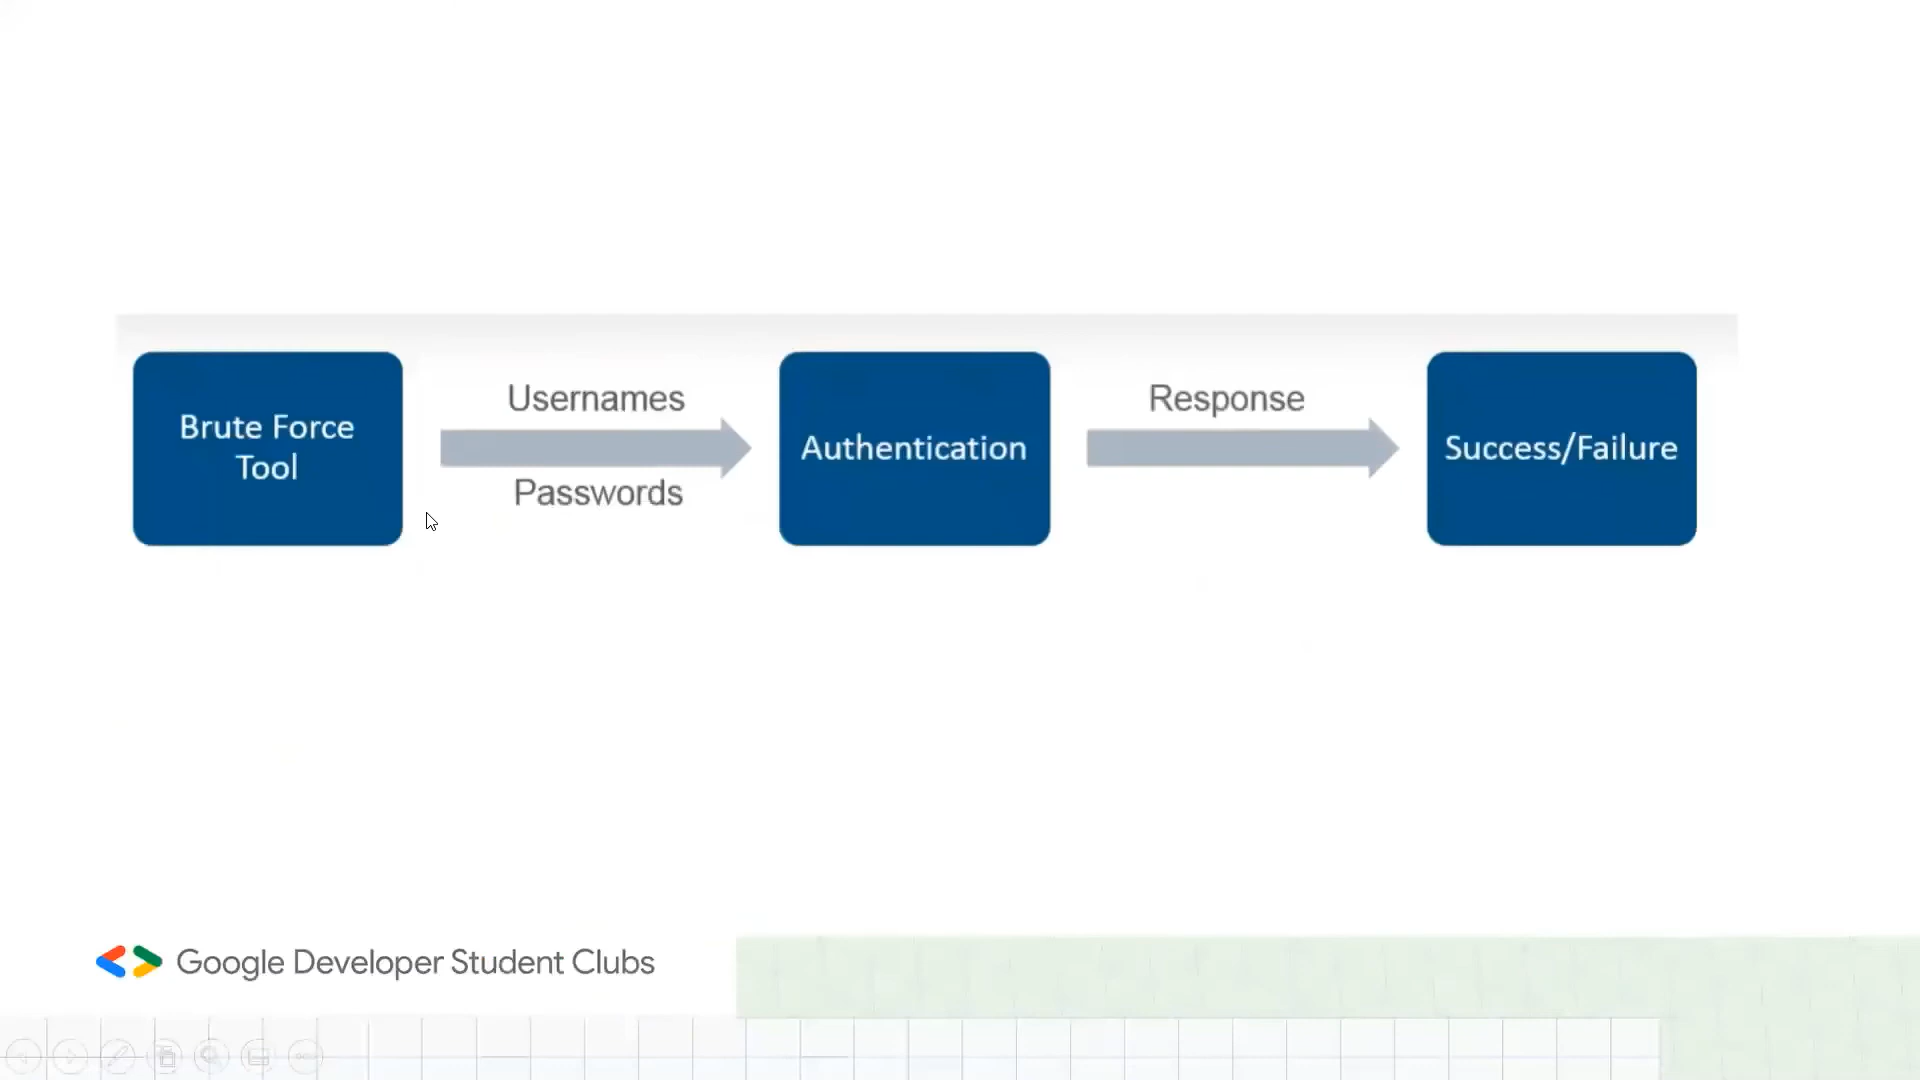 Brute Force
Tool
Usernames
Passwords
Authentication
Response
Success/Failure
Google Developer Student Clubs